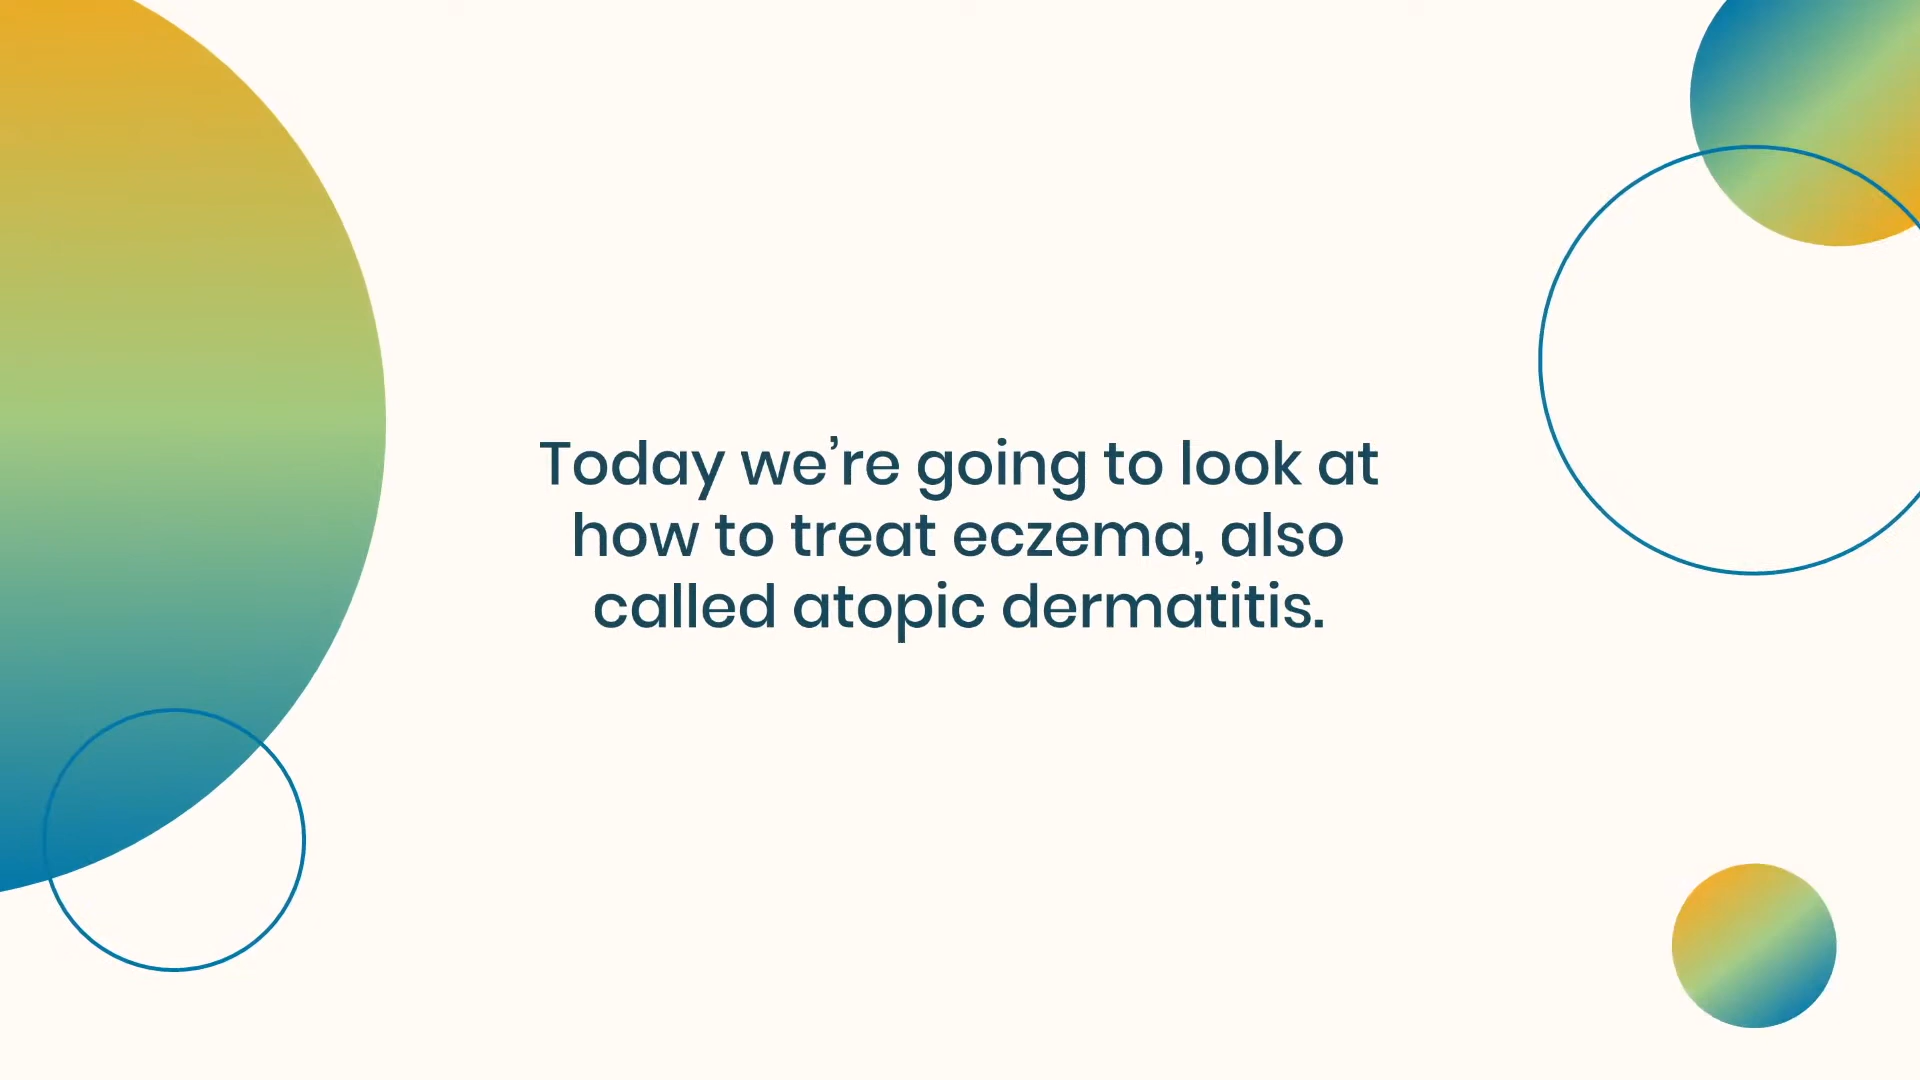 Today we’re going to look at
how to treat eczema, also
called atopic dermatitis.